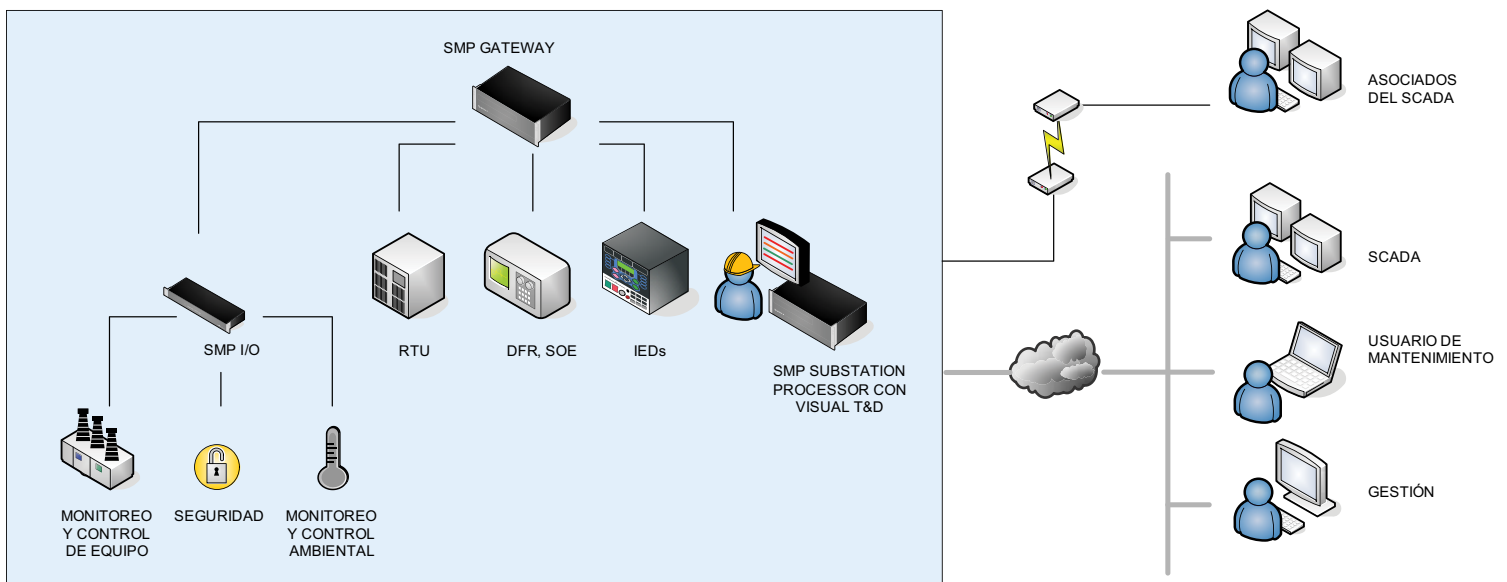 SMP GATEWAY
SMP I/O
RTU
DFR, SOE
IEDs
SMP SUBSTATION
PROCESSOR CON
VISUAL T&D
MONITOREO
Y CONTROL
DE EQUIPO
SEGURIDAD
MONITOREO
Y CONTROL
AMBIENTAL
ASOCIADOS
DEL SCADA
SCADA
USUARIO DE
MANTENIMIENTO
GESTIÓN